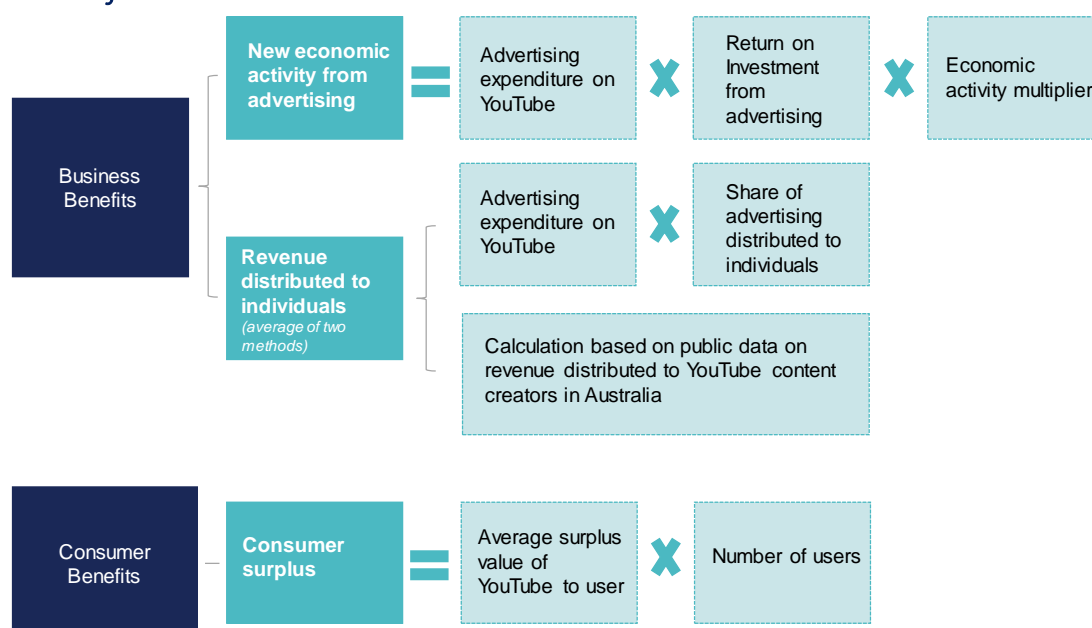 Business
Benefits
New economic
activity from
advertising
Advertising
expenditure on
YouTube
Return on
Investment
from
advertising
Economic
activity multiplier
Revenue
distributed to
individuals
(average of two
methods)
Advertising
expenditure on
YouTube
Share of
advertising
distributed to
individuals
Calculation based on public data on
revenue distributed to YouTube content
creators in Australia
Consumer
Benefits
Consumer
surplus
Average surplus
value of
YouTube to user
Number of users